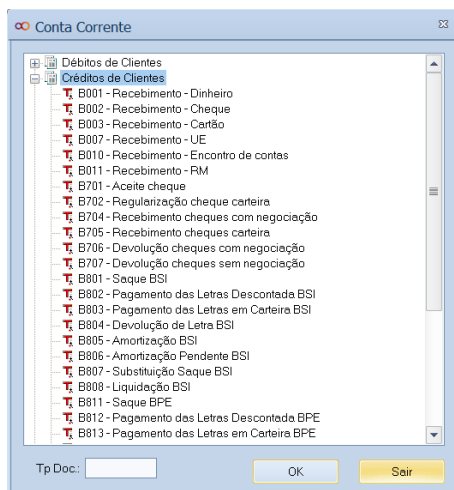 Conta Corrente
Débitos de Clientes
Créditos de Clientes
B001 - Recebimento - Dinheiro
B002 - Recebimento - Cheque
B003 - Recebimento - Cartão
B007 - Recebimento - UE
B010 - Recebimento - Encontro de contas
B011 - Recebimento - RM
B701 - Aceite cheque
B702 - Regularização cheque carteira
B704 - Recebimento cheques com negociação
B705 - Recebimento cheques carteira
B706 - Devolução cheques com negociação
B707 - Devolução cheques sem negociação
B801 - Saque BSI
B802 - Pagamento das Letras Descontada BSI
B803 - Pagamento das Letras em Carteira BSI
B804 - Devolução de Letra BSI
B805 - Amortização BSI
B806 - Amortização Pendente BSI
B807 - Substituição Saque BSI
B808 - Liquidação BSI
B811 - Saque BPE
B812 - Pagamento das Letras Descontada BPE
B813 - Pagamento das Letras em Carteira BPE
Tp Doc.: OK Sair